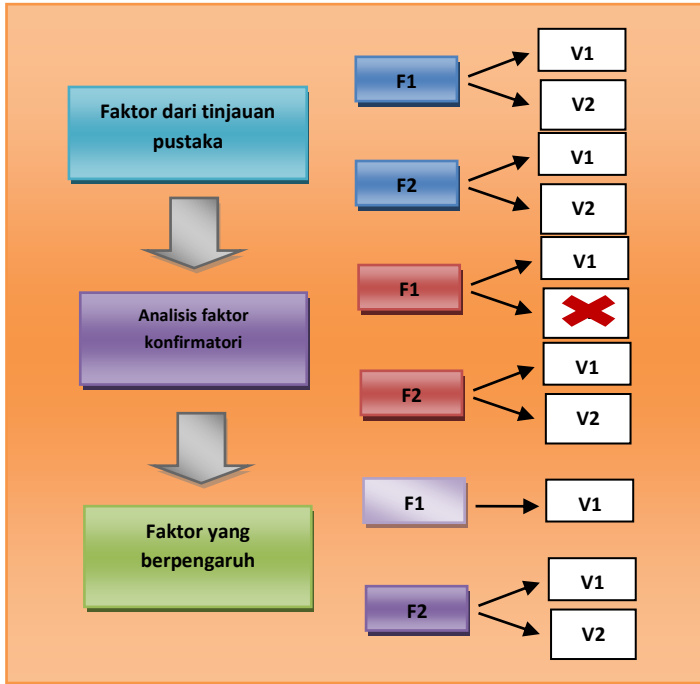 Faktor dari tinjauan
pustaka
Analisis faktor
konfirmatori
Faktor yang
berpengaruh
F1
V1
V2
F2
V1
V2
F1
V1
F2
V1
V2
F1
V1
F2
V1
V2